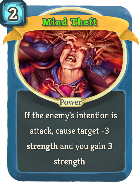 2
Mind Theft
Power
If the enemy's intention is
attack, cause target -3
strength and you gain 3
strength